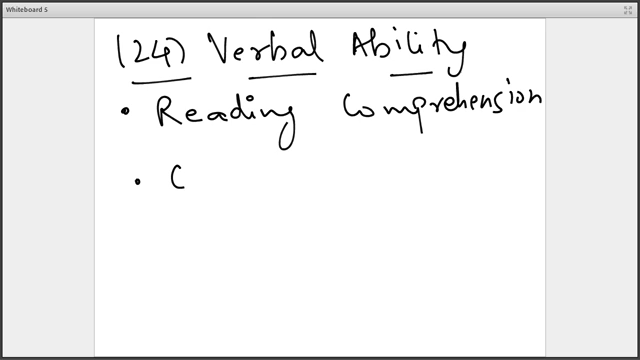 Whiteboard 5
(24) Verbal Ability
• Reading Comprehension
• C